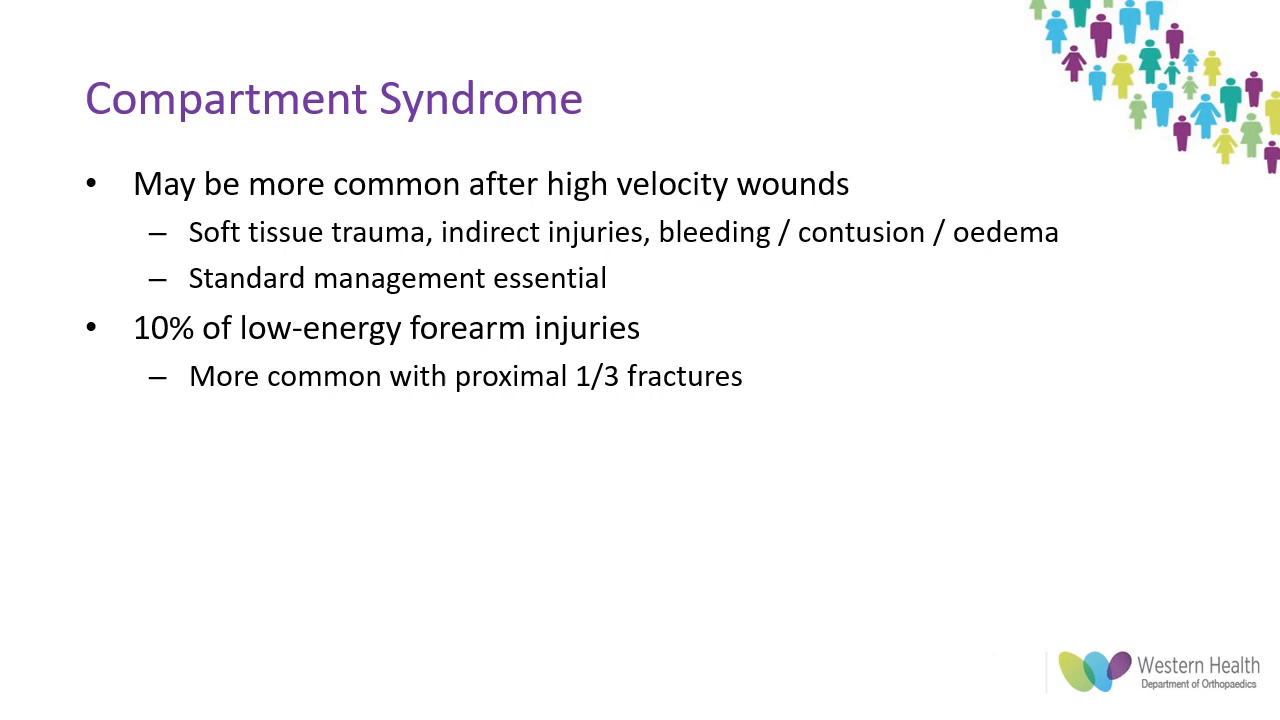 Compartment Syndrome
• May be more common after high velocity wounds
– Soft tissue trauma, indirect injuries, bleeding / contusion / oedema
– Standard management essential
• 10% of low-energy forearm injuries
– More common with proximal 1/3 fractures
Western Health
Department of Orthopaedics